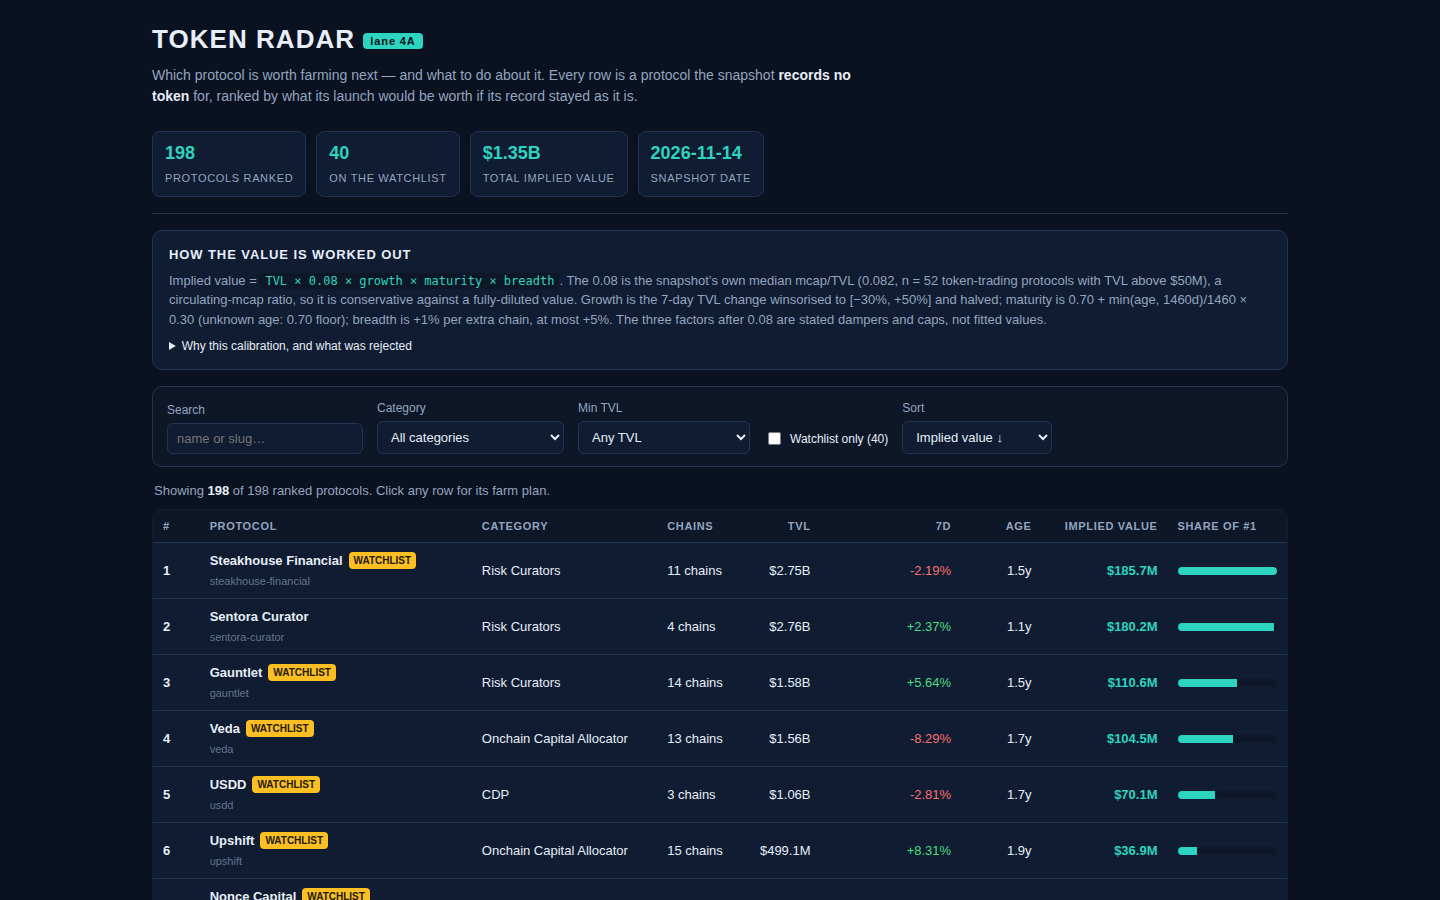 TOKEN RADAR lane 4A
Which protocol is worth farming next — and what to do about it. Every row is a protocol the snapshot records no
token for, ranked by what its launch would be worth if its record stayed as it is.
198 40 $1.35B 2026-11-14
PROTOCOLS RANKED ON THE WATCHLIST TOTAL IMPLIED VALUE SNAPSHOT DATE
HOW THE VALUE IS WORKED OUT
Implied value = TVL × 0.08 × growth × maturity × breadth . The 0.08 is the snapshot's own median mcap/TVL (0.082, n = 52 token-trading protocols with TVL above $50M), a
circulating-mcap ratio, so it is conservative against a fully-diluted value. Growth is the 7-day TVL change winsorised to [−30%, +50%] and halved; maturity is 0.70 + min(age, 1460d)/1460 ×
0.30 (unknown age: 0.70 floor); breadth is +1% per extra chain, at most +5%. The three factors after 0.08 are stated dampers and caps, not fitted values.
▶ Why this calibration, and what was rejected
Search Category Min TVL Sort
name or slug… All categories Any TVL Watchlist only (40) Implied value ↓
Showing 198 of 198 ranked protocols. Click any row for its farm plan.
# PROTOCOL CATEGORY CHAINS TVL 7D AGE IMPLIED VALUE SHARE OF #1
1 Steakhouse Financial WATCHLIST Risk Curators 11 chains $2.75B -2.19% 1.5y $185.7M
steakhouse-financial
2 Sentora Curator Risk Curators 4 chains $2.76B +2.37% 1.1y $180.2M
sentora-curator
3 Gauntlet WATCHLIST Risk Curators 14 chains $1.58B +5.64% 1.5y $110.6M
gauntlet
4 Veda WATCHLIST Onchain Capital Allocator 13 chains $1.56B -8.29% 1.7y $104.5M
veda
5 USDD WATCHLIST CDP 3 chains $1.06B -2.81% 1.7y $70.1M
usdd
6 Upshift WATCHLIST Onchain Capital Allocator 15 chains $499.1M +8.31% 1.9y $36.9M
upshift
Nonce Capital WATCHLIST